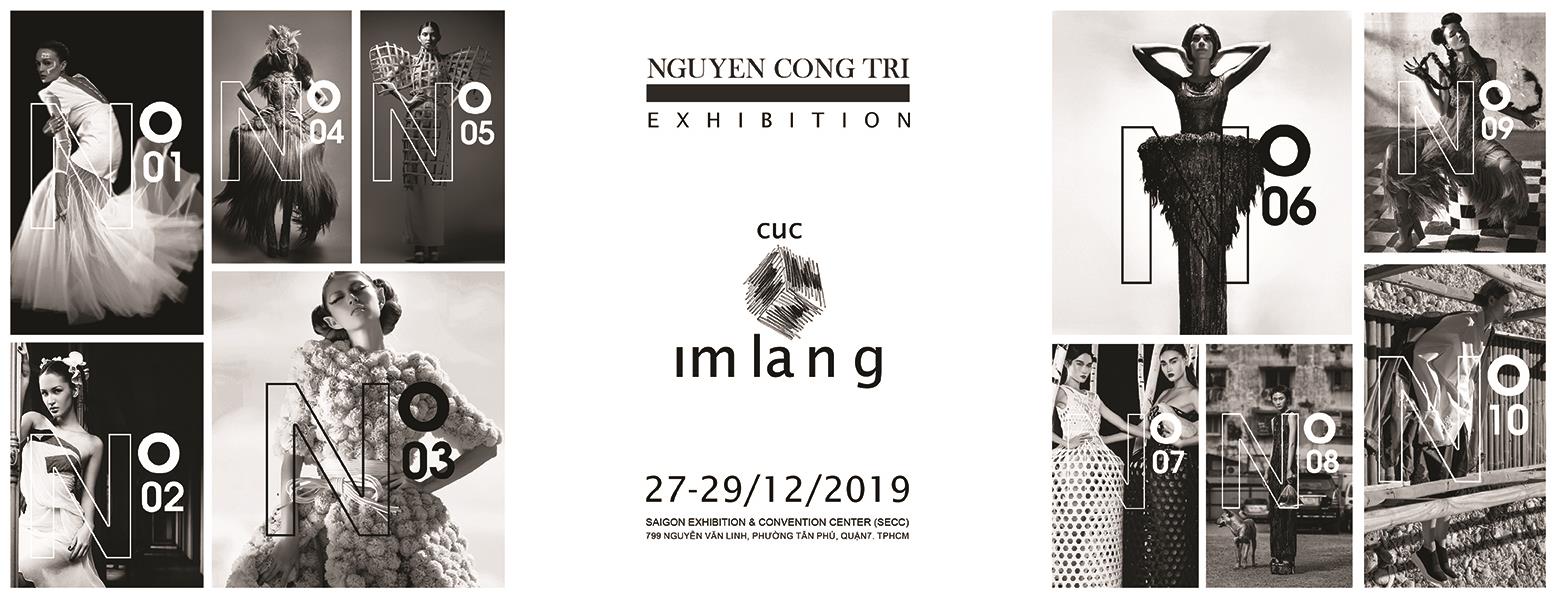 NO
01
NO
04
NO
05
NO
02
NO
03
NGUYEN CONG TRI
EXHIBITION
cuc
ım lang
27-29/12/2019
SAIGON EXHIBITION & CONVENTION CENTER (SECC)
799 NGUYỄN VĂN LINH, PHƯỜNG TÂN PHÚ, QUẬN7. TPHCM
NO
06
NO
09
NO
07
NO
08
NO
10